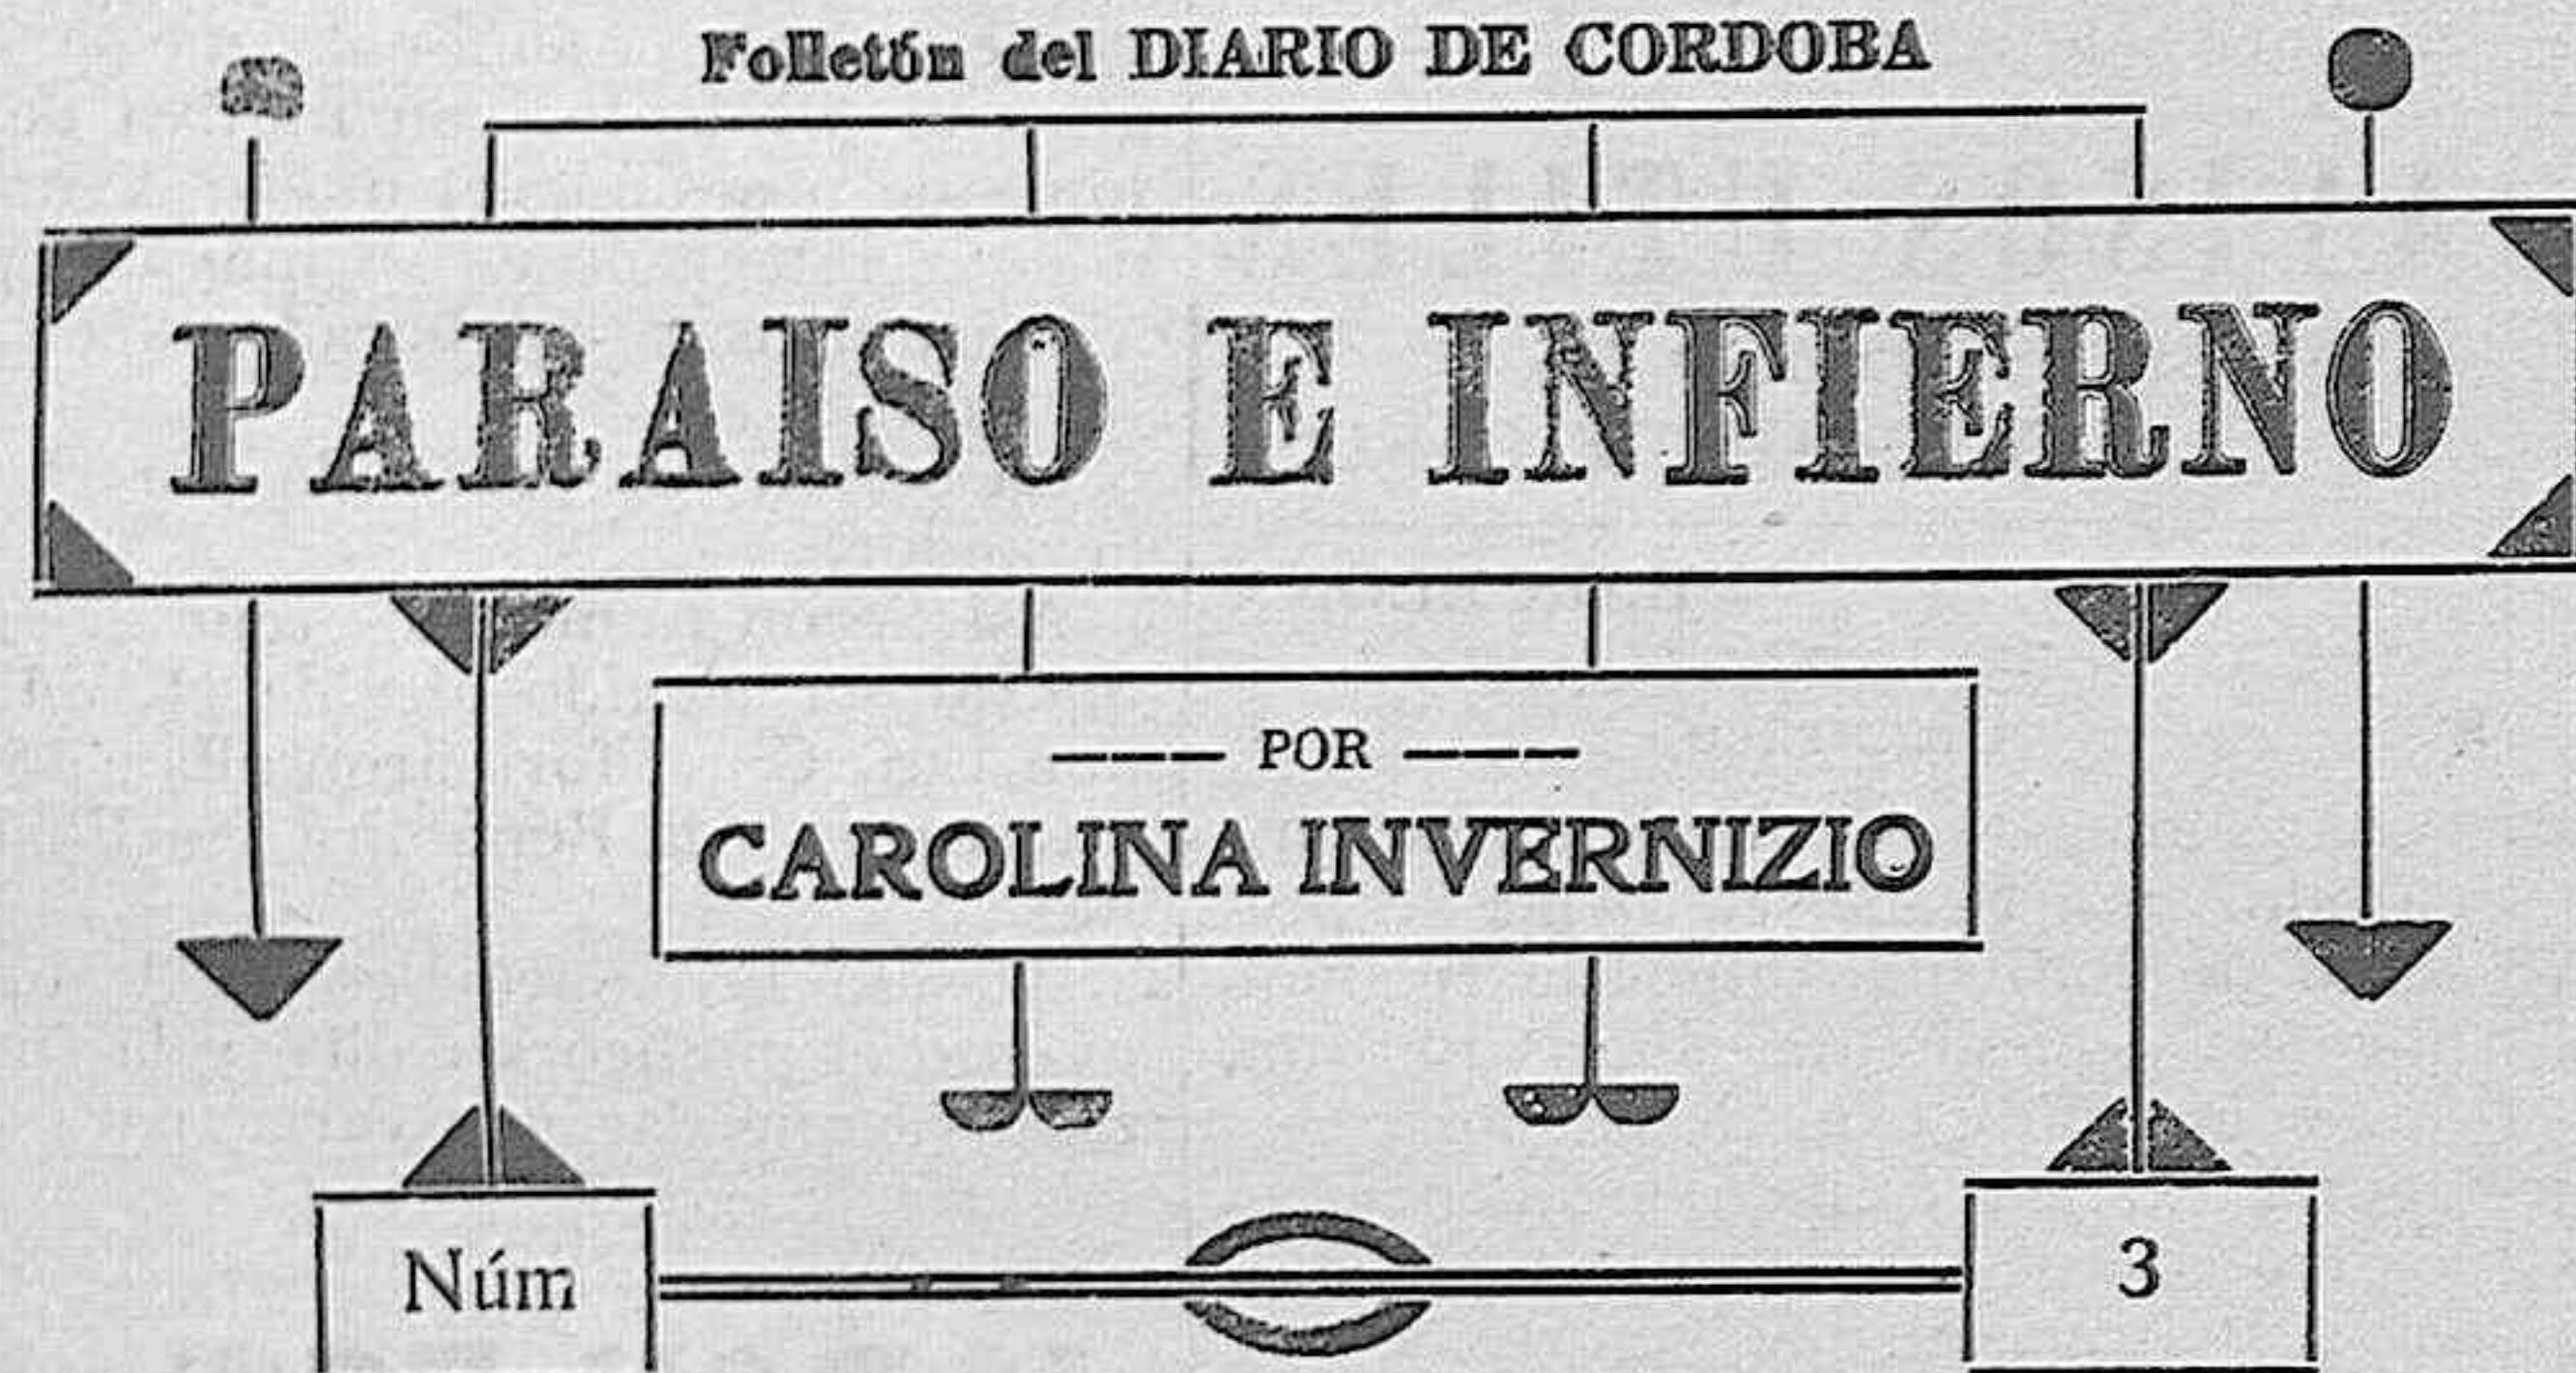 Folletón del DIARIO DE CORDOBA
PARAISO E INFIERNO
——— POR ———
CAROLINA INVERNIZIO
Núm 3